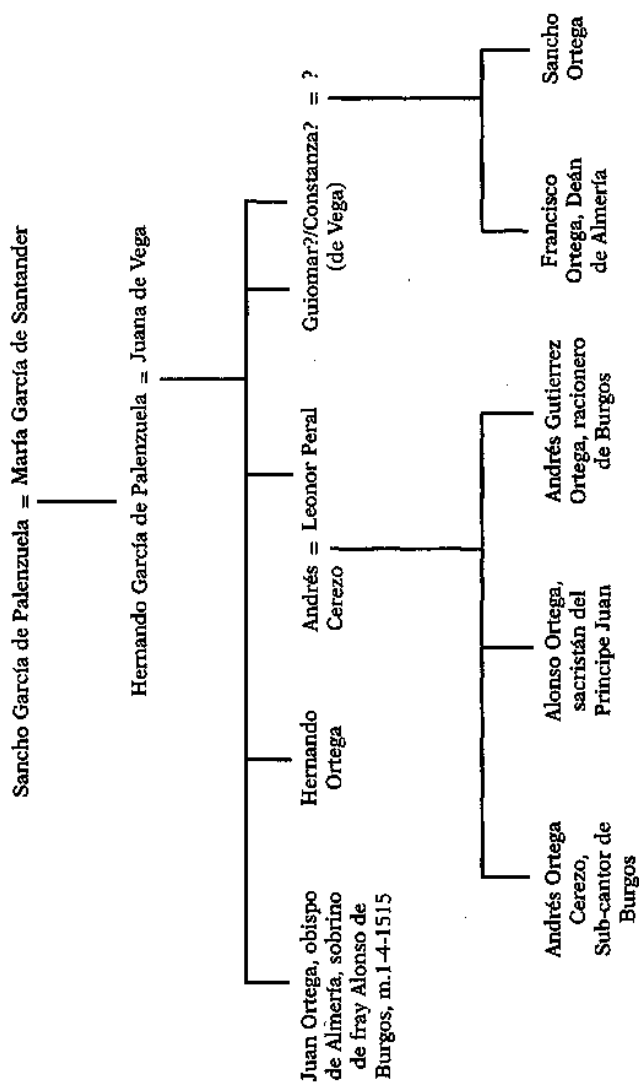 Sancho García de Palenzuela = María García de Santander
Hernando García de Palenzuela = Juana de Vega
Juan Ortega, obispo
de Almería, sobrino
de fray Alonso de
Burgos, m.1-4-1515
Hernando
Ortega
Andrés = Leonor Peral
Cerezo
Guiomar?/Constanza? = ?
(de Vega)
Andrés Ortega
Cerezo,
Sub-cantor de
Burgos
Alonso Ortega,
sacristán del
Principe Juan
Andrés Gutierrez
Ortega, racionero
de Burgos
Francisco
Ortega, Deán
de Almería
Sancho
Ortega